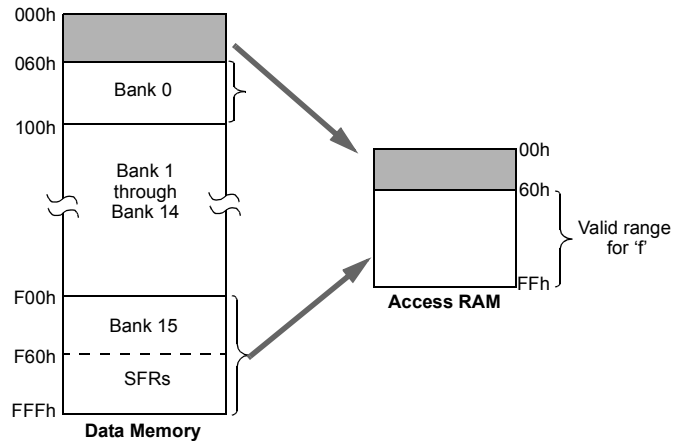 000h
060h
Bank 0
100h
Bank 1
through
Bank 14
F00h
Bank 15
F60h
SFRs
FFFh
Data Memory
00h
60h
Valid range
for ‘f’
FFh
Access RAM